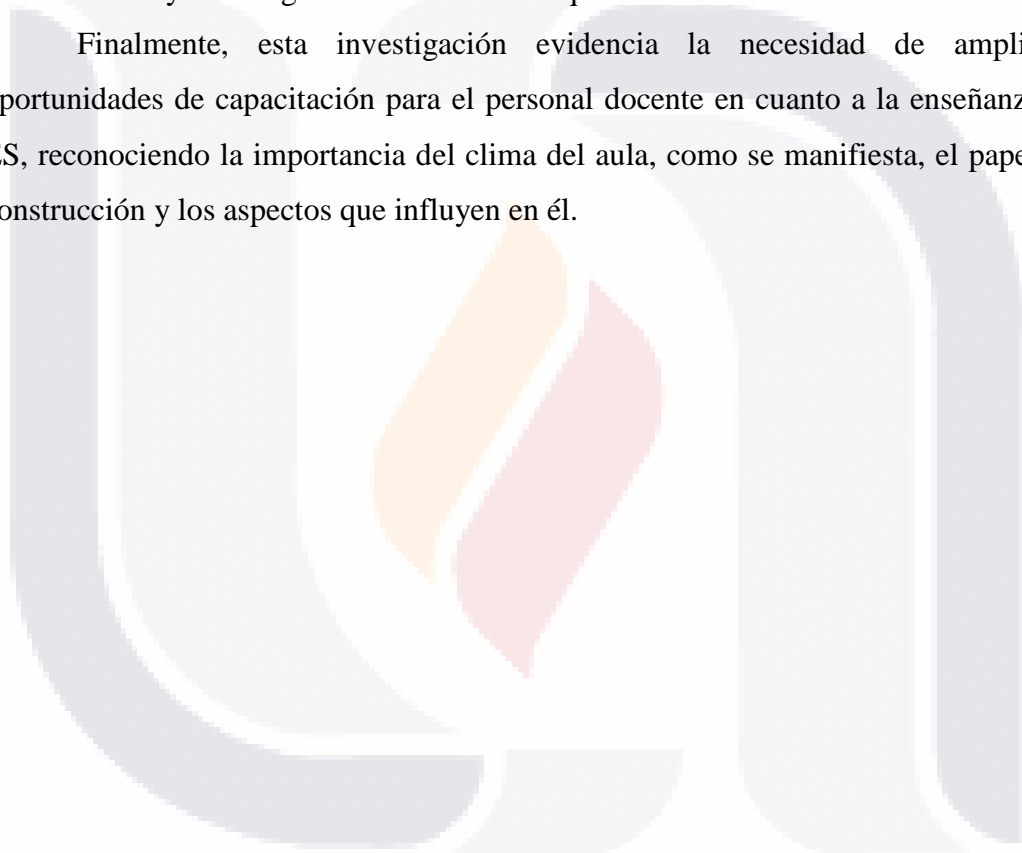 Finalmente, esta investigación evidencia la necesidad de ampli
portunidades de capacitación para el personal docente en cuanto a la enseñanz
ES, reconociendo la importancia del clima del aula, como se manifiesta, el pape
onstrucción y los aspectos que influyen en él.